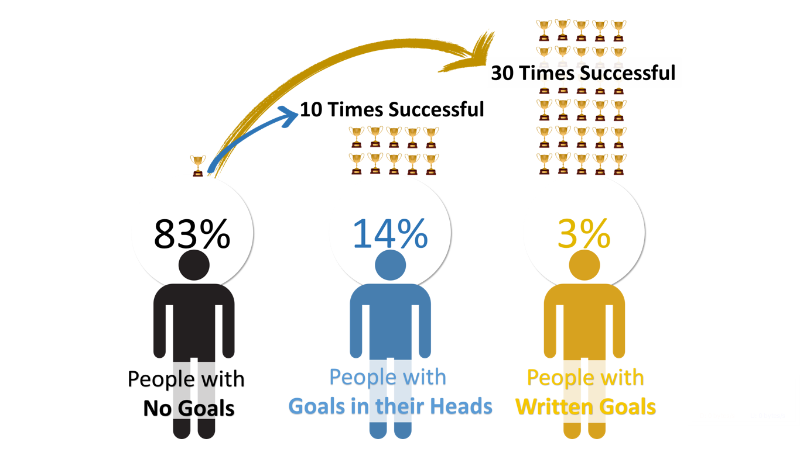 30 Times Successful
10 Times Successful
83%
14%
3%
People with
No Goals
People with
Goals in their Heads
People with
Written Goals